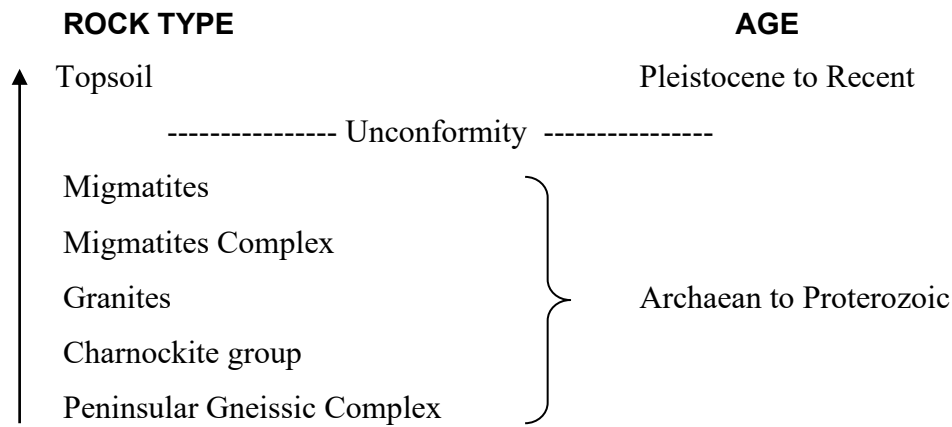 ROCK TYPE AGE
Topsoil Pleistocene to Recent
---------------- Unconformity ----------------
Migmatites
Migmatites Complex
Granites Archaean to Proterozoic
Charnockite group
Peninsular Gneissic Complex